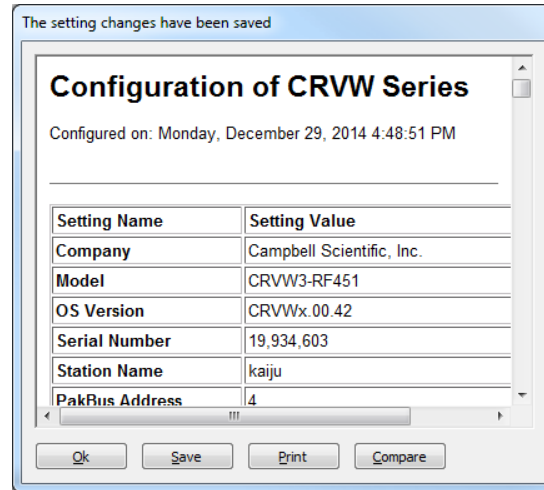 The setting changes have been saved
Configuration of CRVW Series
Configured on: Monday, December 29, 2014 4:48:51 PM
Setting Name Setting Value
Company Campbell Scientific, Inc.
Model CRVW3-RF451
OS Version CRVWx.00.42
Serial Number 19,934,603
Station Name kaiju
PakBus Address 4
Ok Save Print Compare